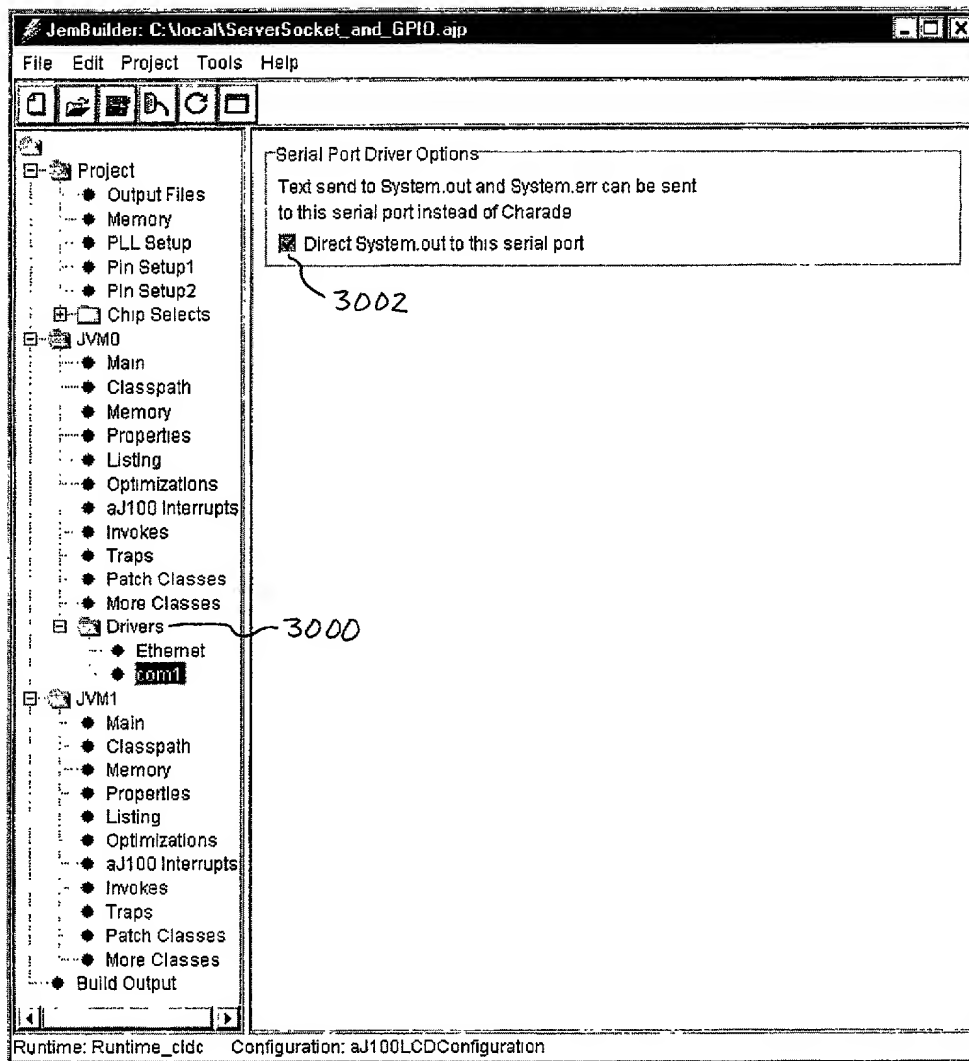 JemBuilder: C:\local\ServerSocket_and_GPIO.ajp
File Edit Project Tools Help
Project
Output Files
Memory
PLL Setup
Pin Setup1
Pin Setup2
Chip Selects
JVM0
Main
Classpath
Memory
Properties
Listing
Optimizations
aJ100 Interrupts
Invokes
Traps
Patch Classes
More Classes
Drivers
Ethernet
com1
JVM1
Main
Classpath
Memory
Properties
Listing
Optimizations
aJ100 Interrupts
Invokes
Traps
Patch Classes
More Classes
Build Output
Serial Port Driver Options
Text send to System.out and System.err can be sent
to this serial port instead of Charade
Direct System.out to this serial port
3002
3000
Runtime: Runtime_cldc Configuration: aJ100LCDConfiguration